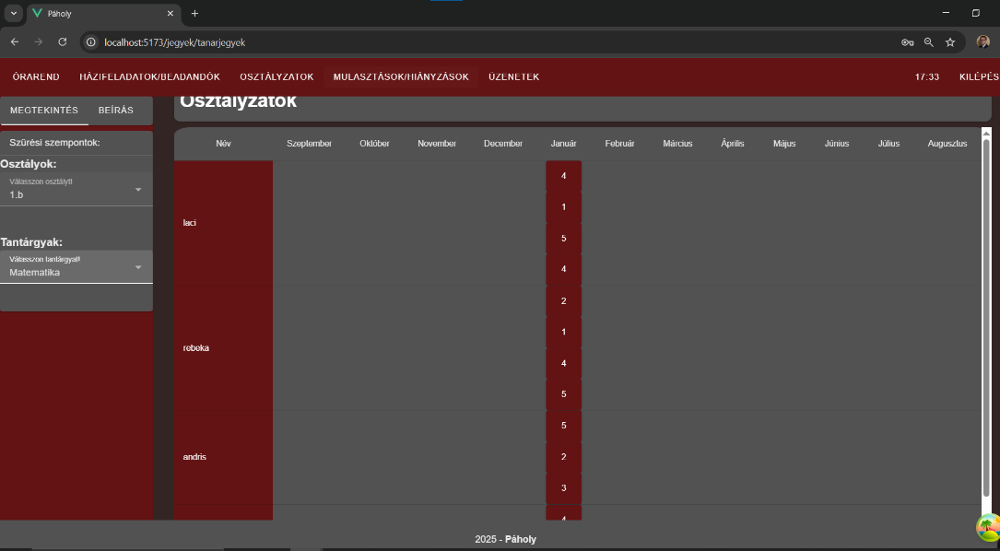 Páholy
localhost:5173/jegyek/tanarjegyek
ÓRAREND HÁZIFELADATOK/BEADANDÓK OSZTÁLYZATOK MULASZTÁSOK/HIÁNYZÁSOK ÜZENETEK 17:33 KILÉPÉS
MEGTEKINTÉS BEÍRÁS
Osztályzatok
Szűrési szempontok:
Osztályok:
Válasszon osztályt!
1.b
Tantárgyak:
Válasszon tantárgyat!
Matematika
Név Szeptember Október November December Január Február Március Április Május Június Július Augusztus
laci
4
1
5
4
rebeka
2
1
4
5
andris
5
2
3
4
2025 - Páholy